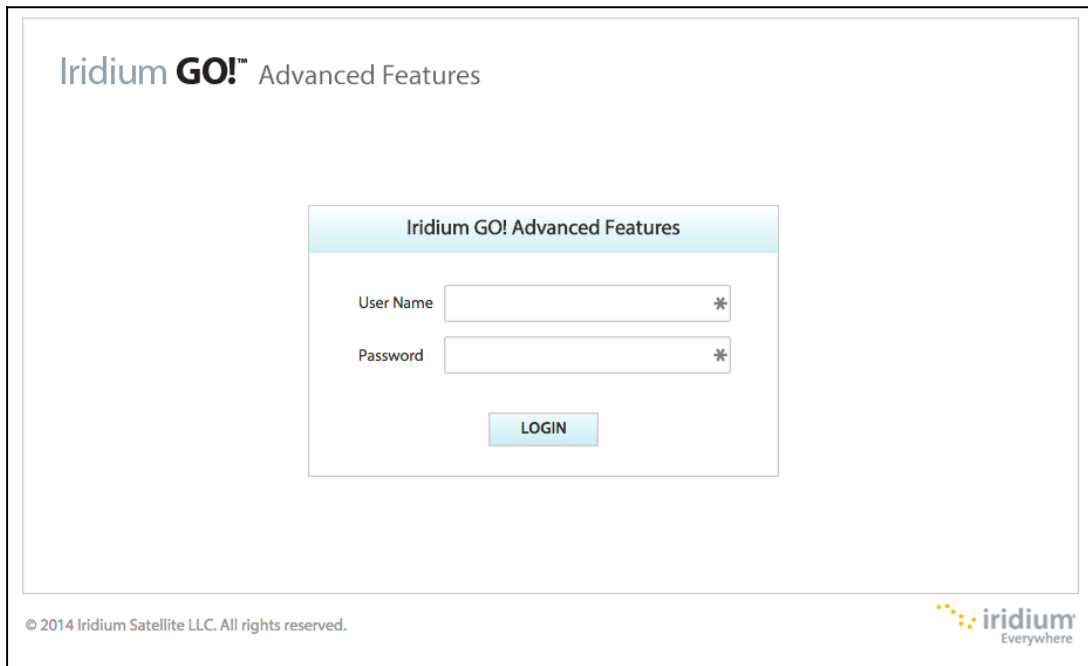 Iridium GO!™ Advanced Features
Iridium GO! Advanced Features
User Name *
Password *
LOGIN
© 2014 Iridium Satellite LLC. All rights reserved.
iridium
Everywhere